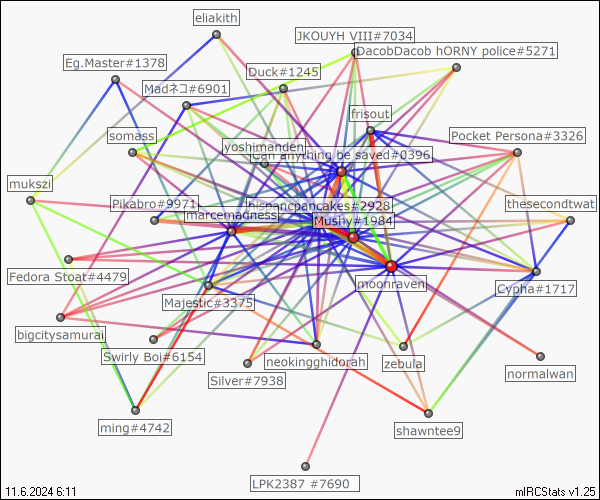 eliakith
JKOUYH VIII#7034
DacobDacob hORNY police#5271
Eg.Master#1378
Duck#1245
Madネコ#6901
frisout
somass
Pocket Persona#3326
yoshimanden
Can anything be saved#0396
mukszi
Pikabro#9971
hispancpancakes#2928
thesecondtwat
marcemadness
Mushy#1984
Fedora Stoat#4479
moonraven
Cypha#1717
Majestic#3375
bigcitysamurai
Swirly Boi#6154
neokingghidorah
zebula
normalwan
Silver#7938
ming#4742
shawntee9
LPK2387 #7690
11.6.2024 6:11
mIRCStats v1.25